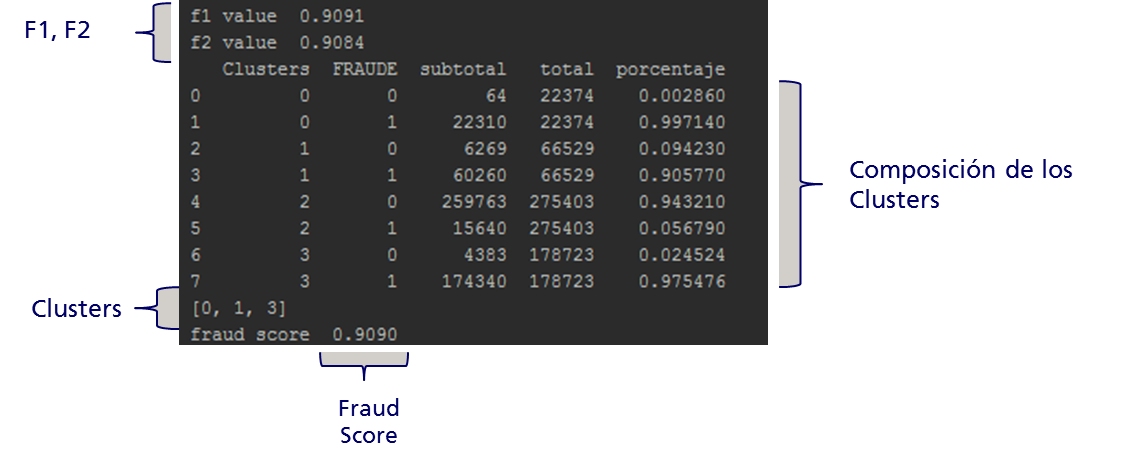 F1, F2
f1 value 0.9091
f2 value 0.9084
Clusters FRAUDE subtotal total porcentaje
0 0 0 64 22374 0.002860
1 0 1 22310 22374 0.997140
2 1 0 6269 66529 0.094230
3 1 1 60260 66529 0.905770
4 2 0 259763 275403 0.943210
5 2 1 15640 275403 0.056790
6 3 0 4383 178723 0.024524
7 3 1 174340 178723 0.975476
[0, 1, 3]
fraud score 0.9090
Composición de los
Clusters
Clusters
Fraud
Score